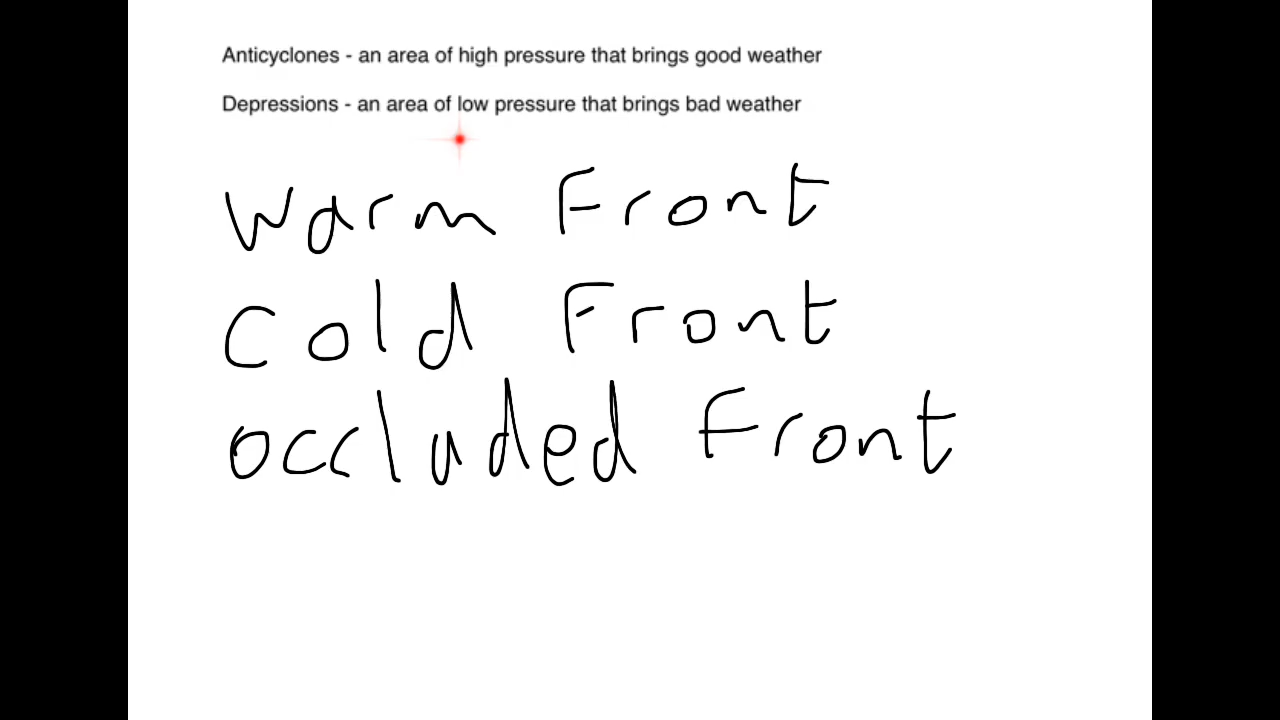 Anticyclones - an area of high pressure that brings good weather
Depressions - an area of low pressure that brings bad weather
Warm Front
Cold Front
Occluded Front